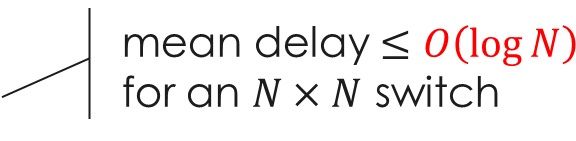 mean delay ≤ O(log N)
for an N × N switch